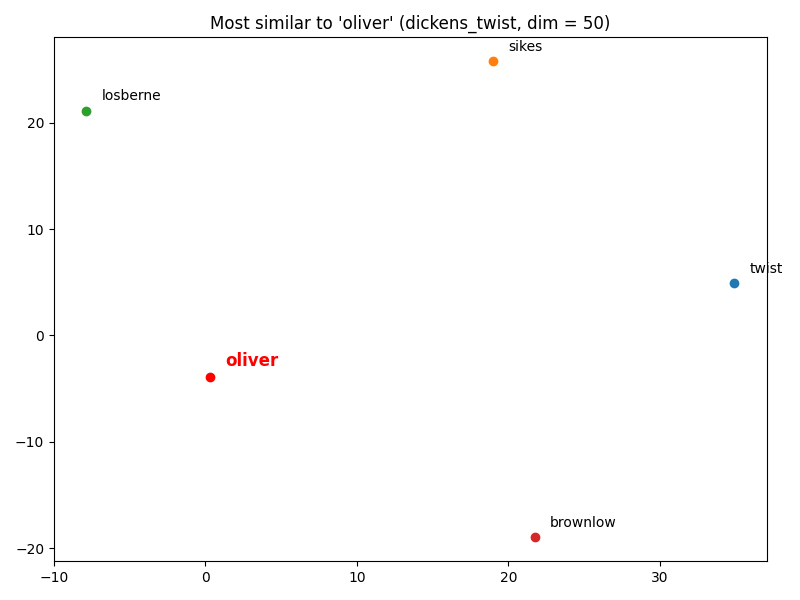 Most similar to 'oliver' (dickens_twist, dim = 50)
sikes
losberne
twist
oliver
brownlow
20
10
0
−10
−20
−10 0 10 20 30